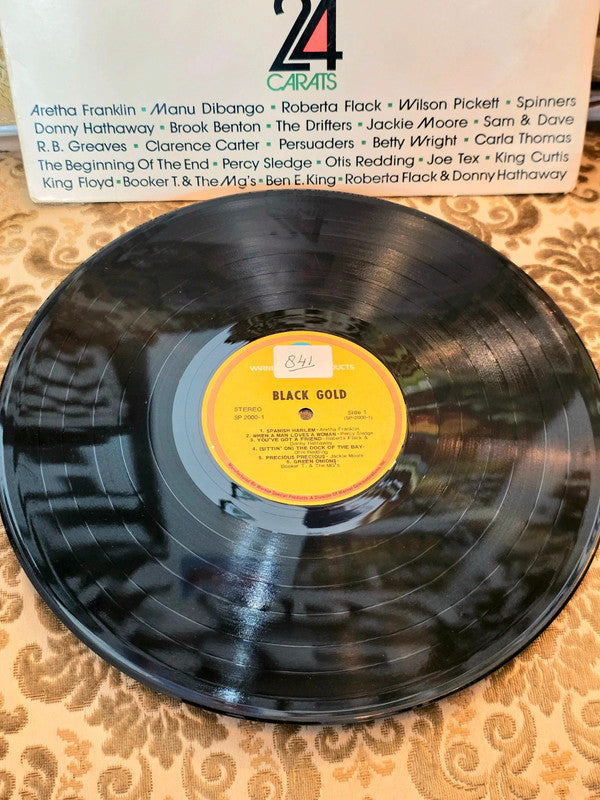 24
CARATS
Aretha Franklin ▪ Manu Dibango ▪ Roberta Flack ▪ Wilson Pickett ▪ Spinners
Donny Hathaway ▪ Brook Benton ▪ The Drifters ▪ Jackie Moore ▪ Sam & Dave
R.B. Greaves ▪ Clarence Carter ▪ Persuaders ▪ Betty Wright ▪ Carla Thomas
The Beginning Of The End ▪ Percy Sledge ▪ Otis Redding ▪ Joe Tex ▪ King Curtis
King Floyd ▪ Booker T. & The Mg's ▪ Ben E. King ▪ Roberta Flack & Donny Hathaway
841
BLACK GOLD
STEREO
SP 2000-1
Side 1
(SP-2000-1)
1. SPANISH HARLEM - Aretha Franklin
2. WHEN A MAN LOVES A WOMAN - Percy Sledge
3. YOU'VE GOT A FRIEND - Roberta Flack &
Donny Hathaway
4. (SITTIN' ON) THE DOCK OF THE BAY -
Otis Redding
5. PRECIOUS PRECIOUS - Jackie Moore
6. GREEN ONIONS -
Booker T. & The MG's